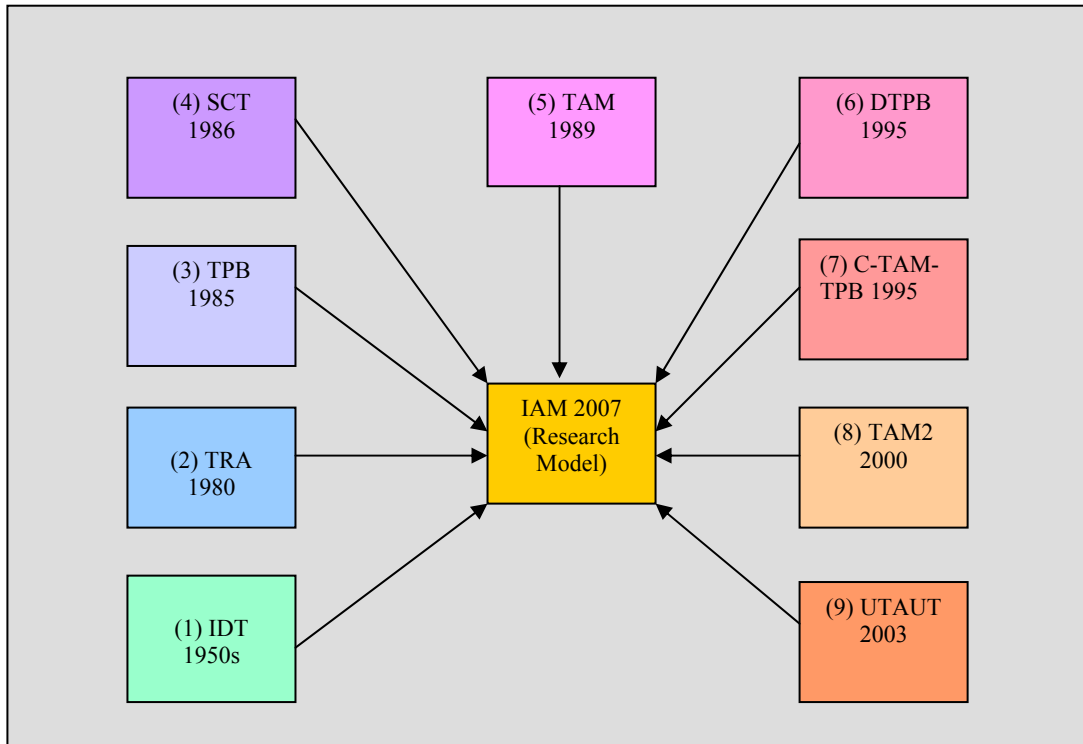 (4) SCT
1986
(5) TAM
1989
(6) DTPB
1995
(3) TPB
1985
(7) C-TAM-
TPB 1995
IAM 2007
(Research
Model)
(2) TRA
1980
(8) TAM2
2000
(1) IDT
1950s
(9) UTAUT
2003